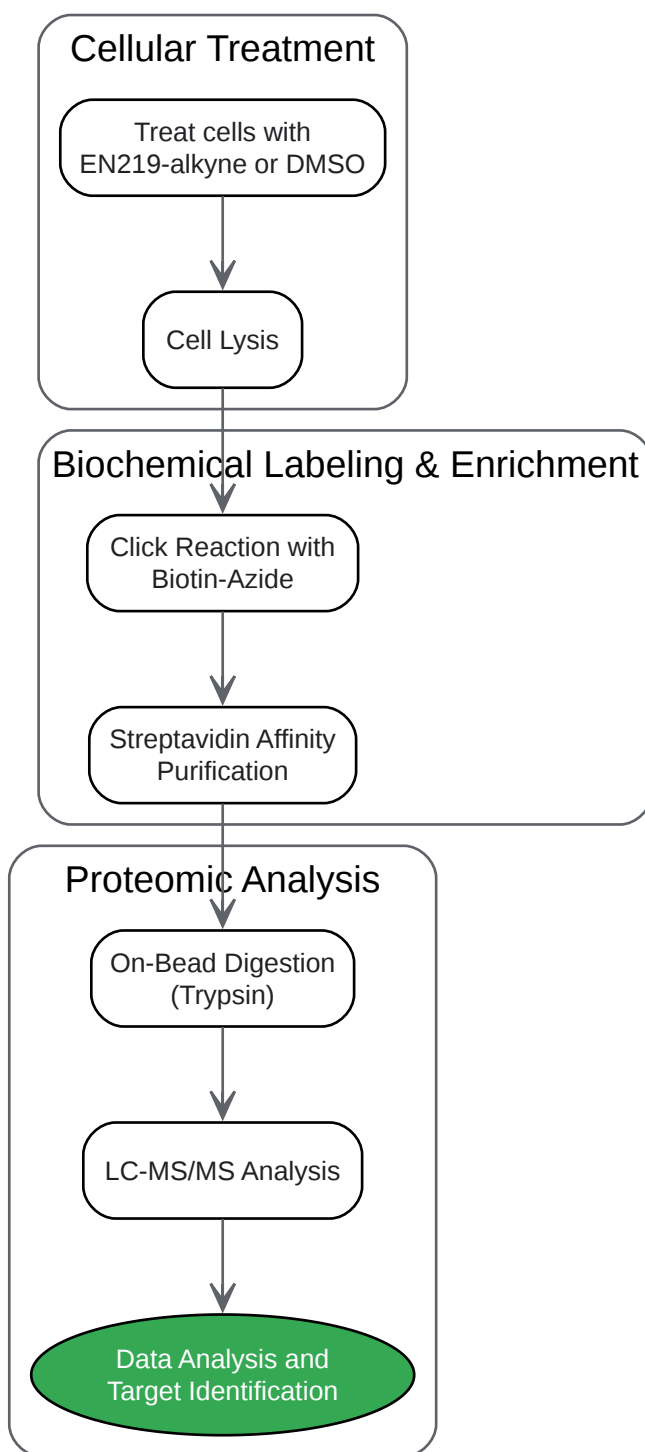 Cellular Treatment
Treat cells with
EN219-alkyne or DMSO
Cell Lysis
Biochemical Labeling & Enrichment
Click Reaction with
Biotin-Azide
Streptavidin Affinity
Purification
Proteomic Analysis
On-Bead Digestion
(Trypsin)
LC-MS/MS Analysis
Data Analysis and
Target Identification